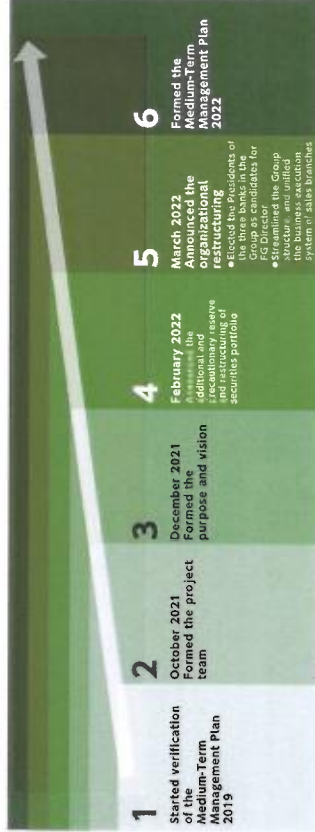 1
Started verification
of the
Medium-Term
Management Plan
2019
2
October 2021
Formed the project
team
3
December 2021
Formed the
purpose and vision
4
February 2022
the
additional and
precautionary reserve
and restructuring of
securities portfolio
5
March 2022
Announced the
organizational
restructuring
● Elected the Presidents of
the three banks in the
Group as candidates for
FG Director
● Streamlined the Group
structure, and unified
the business execution
system of sales branches
6
Formed the
Medium-Term
Management Plan
2022